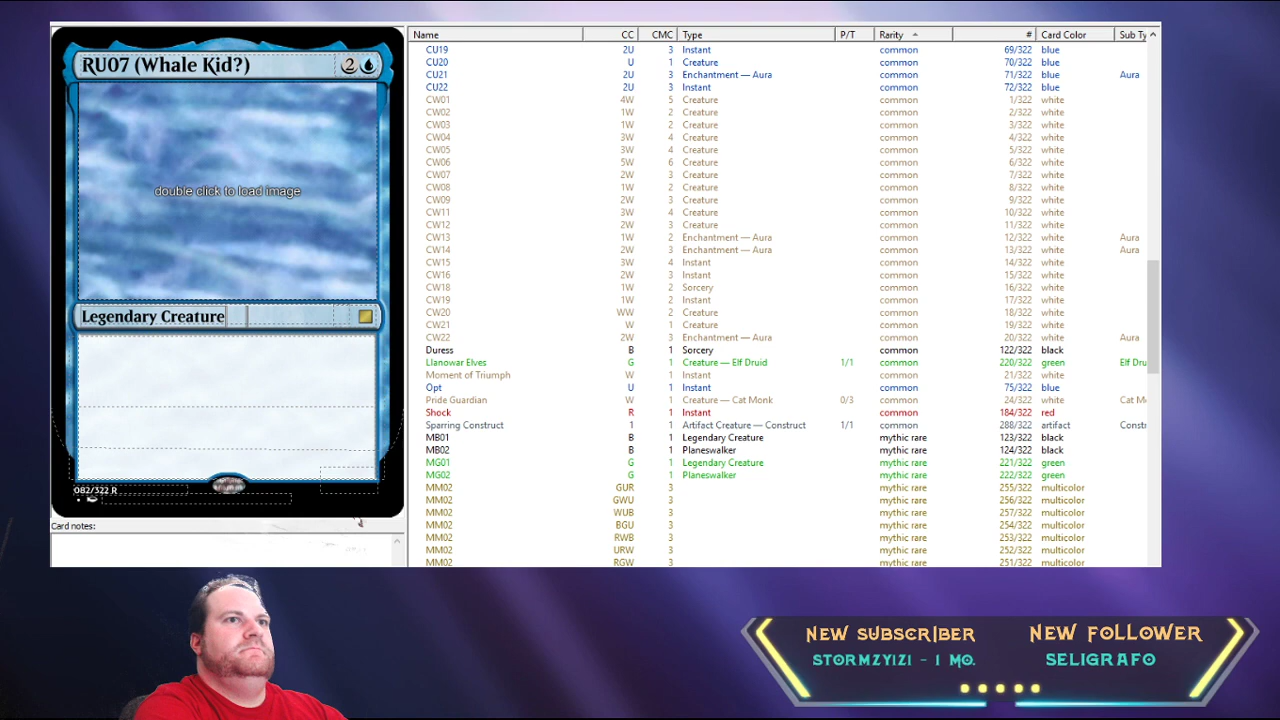 RU07 (Whale Kid?) 2
double click to load image
Legendary Creature
082/322 R
Card notes:
Name CC CMC Type P/T Rarity # Card Color Sub Ty
CU19 2U 3 Instant common 69/322 blue
CU20 U 1 Creature common 70/322 blue
CU21 2U 3 Enchantment — Aura common 71/322 blue Aura
CU22 2U 3 Instant common 72/322 blue
CW01 4W 5 Creature common 1/322 white
CW02 1W 2 Creature common 2/322 white
CW03 1W 2 Creature common 3/322 white
CW04 3W 4 Creature common 4/322 white
CW05 3W 4 Creature common 5/322 white
CW06 5W 6 Creature common 6/322 white
CW07 2W 3 Creature common 7/322 white
CW08 1W 2 Creature common 8/322 white
CW09 2W 3 Creature common 9/322 white
CW11 3W 4 Creature common 10/322 white
CW12 2W 3 Creature common 11/322 white
CW13 1W 2 Enchantment — Aura common 12/322 white Aura
CW14 2W 3 Enchantment — Aura common 13/322 white Aura
CW15 3W 4 Instant common 14/322 white
CW16 2W 3 Instant common 15/322 white
CW18 1W 2 Sorcery common 16/322 white
CW19 1W 2 Instant common 17/322 white
CW20 WW 2 Creature common 18/322 white
CW21 W 1 Creature common 19/322 white
CW22 2W 3 Enchantment — Aura common 20/322 white Aura
Duress B 1 Sorcery common 122/322 black
Llanowar Elves G 1 Creature — Elf Druid 1/1 common 220/322 green Elf Dru
Moment of Triumph W 1 Instant common 21/322 white
Opt U 1 Instant common 75/322 blue
Pride Guardian W 1 Creature — Cat Monk 0/3 common 24/322 white Cat M
Shock R 1 Instant common 184/322 red
Sparring Construct 1 1 Artifact Creature — Construct 1/1 common 288/322 artifact Constr
MB01 B 1 Legendary Creature mythic rare 123/322 black
MB02 B 1 Planeswalker mythic rare 124/322 black
MG01 G 1 Legendary Creature mythic rare 221/322 green
MG02 G 1 Planeswalker mythic rare 222/322 green
MM02 GUR 3 mythic rare 255/322 multicolor
MM02 GWU 3 mythic rare 256/322 multicolor
MM02 WUB 3 mythic rare 257/322 multicolor
MM02 BGU 3 mythic rare 254/322 multicolor
MM02 RWB 3 mythic rare 253/322 multicolor
MM02 URW 3 mythic rare 252/322 multicolor
MM02 RGW 3 mythic rare 251/322 multicolor
NEW SUBSCRIBER
STORMZYIZI - 1 MO.
NEW FOLLOWER
SELIGRAFO